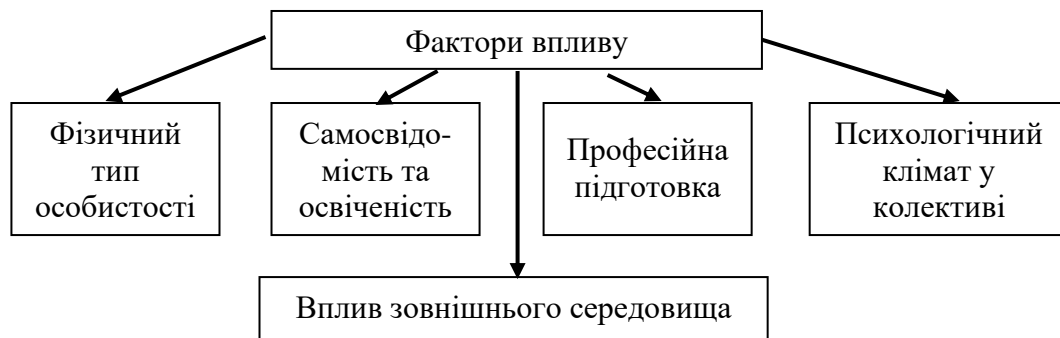 Фактори впливу
Фізичний
тип
особистості
Самосвідо-
мість та
освіченість
Професійна
підготовка
Психологічний
клімат у
колективі
Вплив зовнішнього середовища